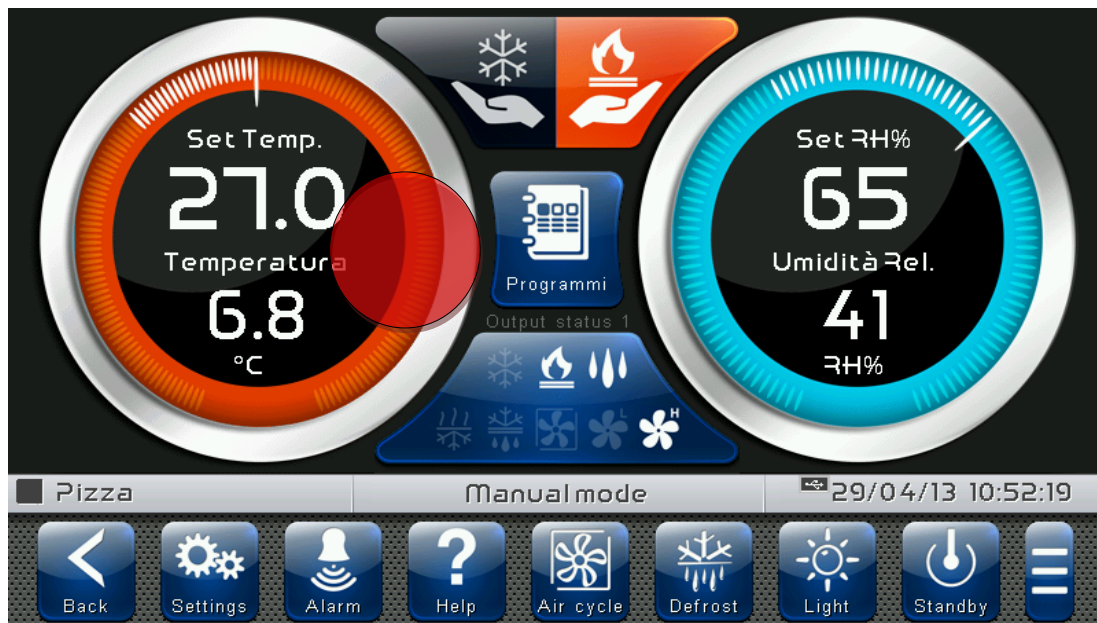 Set Temp.
27.0
Temperatura
6.8
°C
Set RH%
65
Umidità Rel.
41
RH%
Programmi
Output status 1
L
H
Pizza
Manual mode
29/04/13 10:52:19
Back
Settings
Alarm
?
Help
Air cycle
Defrost
Light
Standby